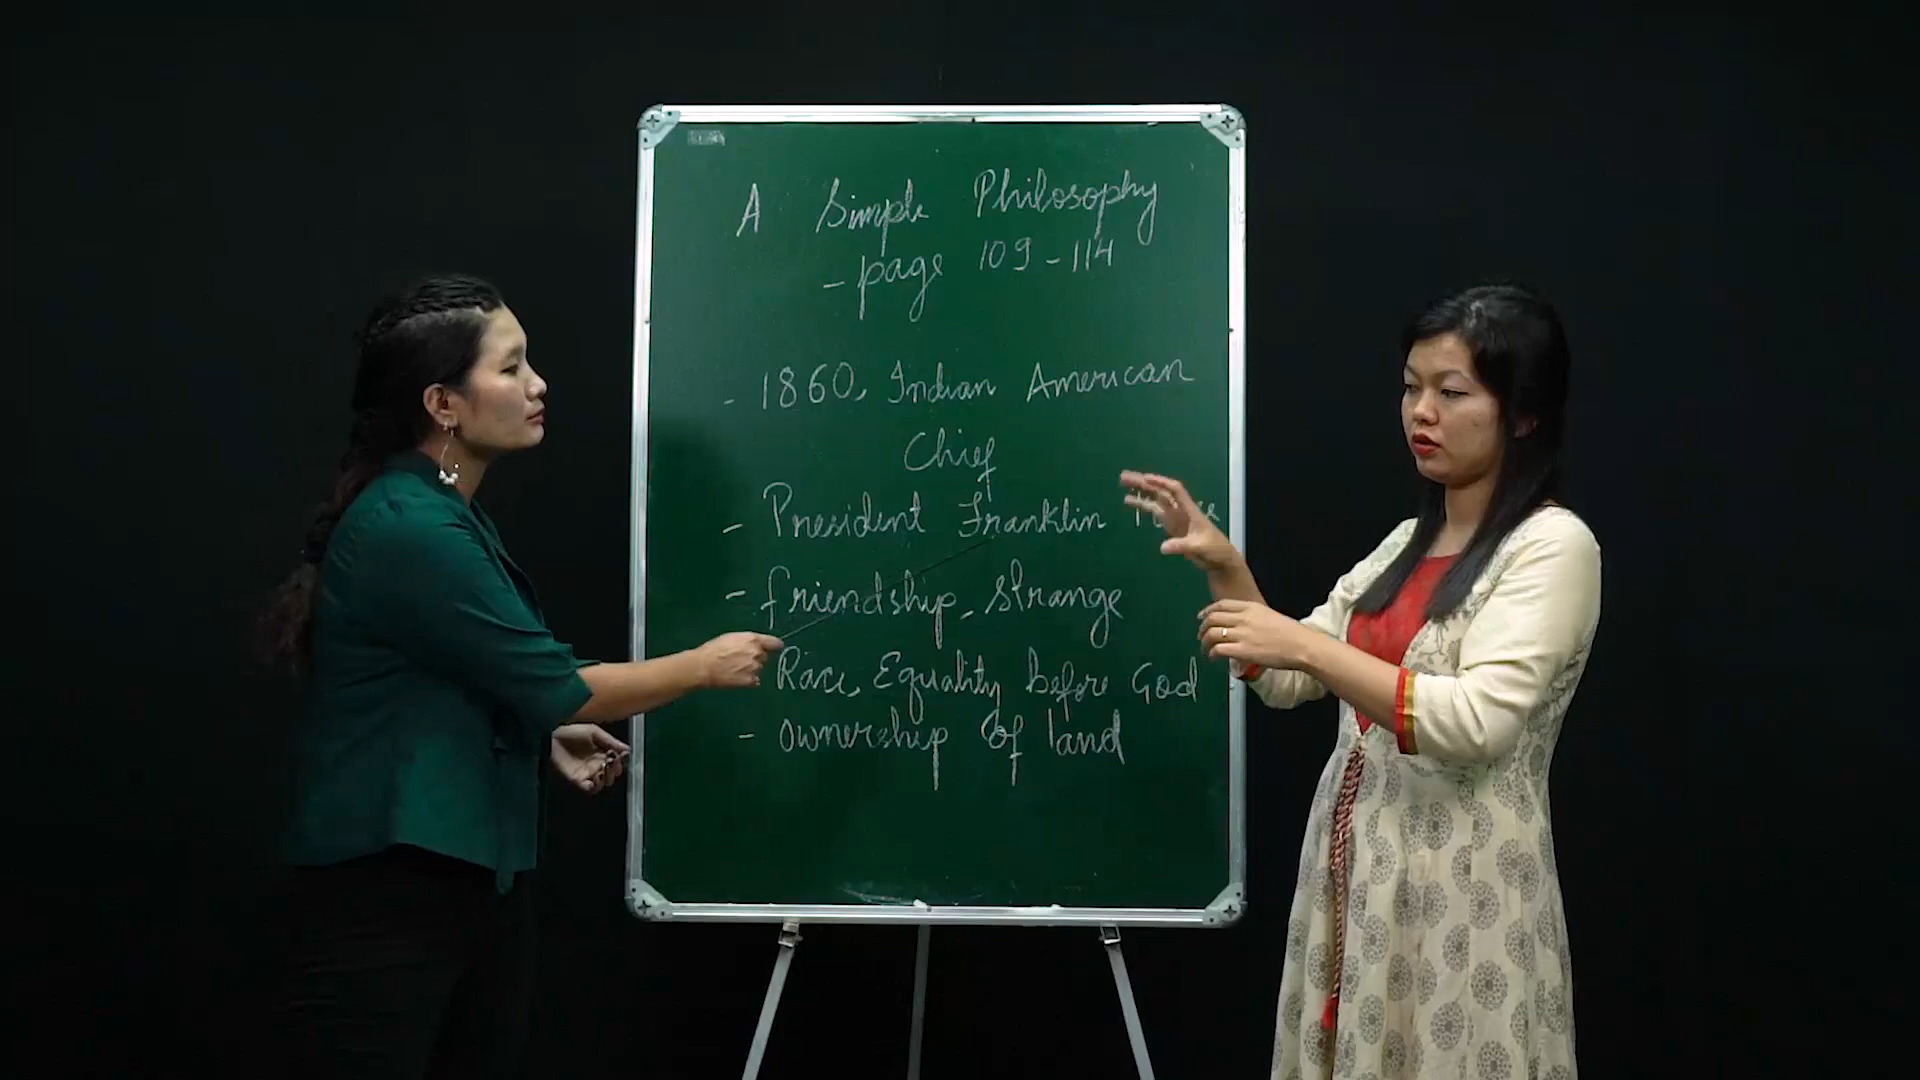 A Simple Philosophy
- page 109-114
- 1860, Indian American
Chief
- President Franklin
- friendship, strange
Race, Equality before God
- ownership of land